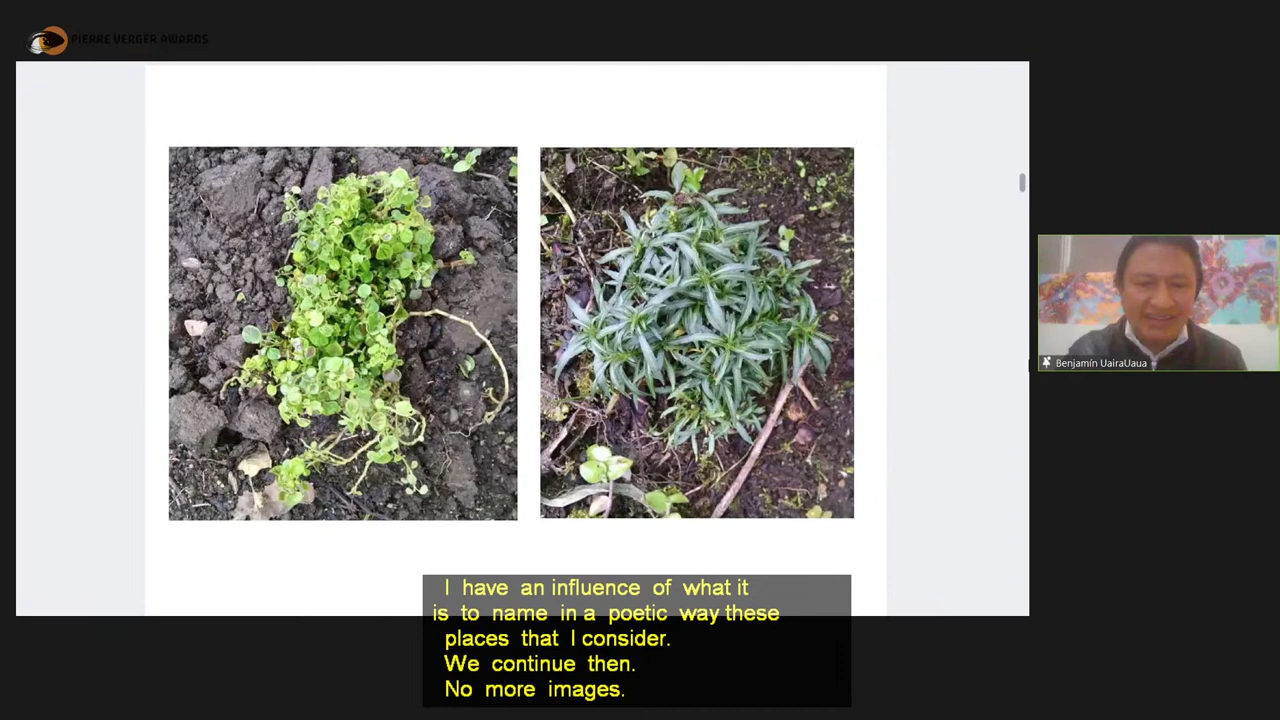 PIERRE VERGER AWARDS
Benjamín UairaUaua
I have an influence of what it
is to name in a poetic way these
places that I consider.
We continue then.
No more images.